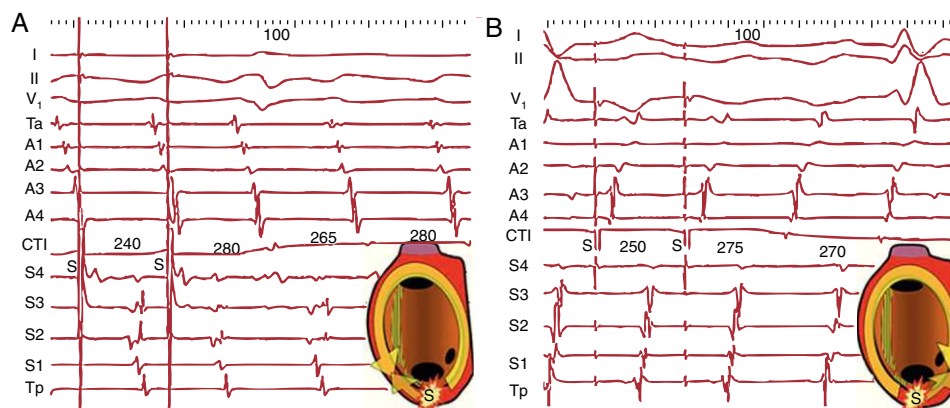 A
100
I
II
V1
Ta
A1
A2
A3
A4
CTI
240 280 265 280
S S
S4
S3
S2
S1
Tp
S
B
100
I
II
V1
Ta
A1
A2
A3
A4
CTI
S 250 S 275 270
S4
S3
S2
S1
Tp
S